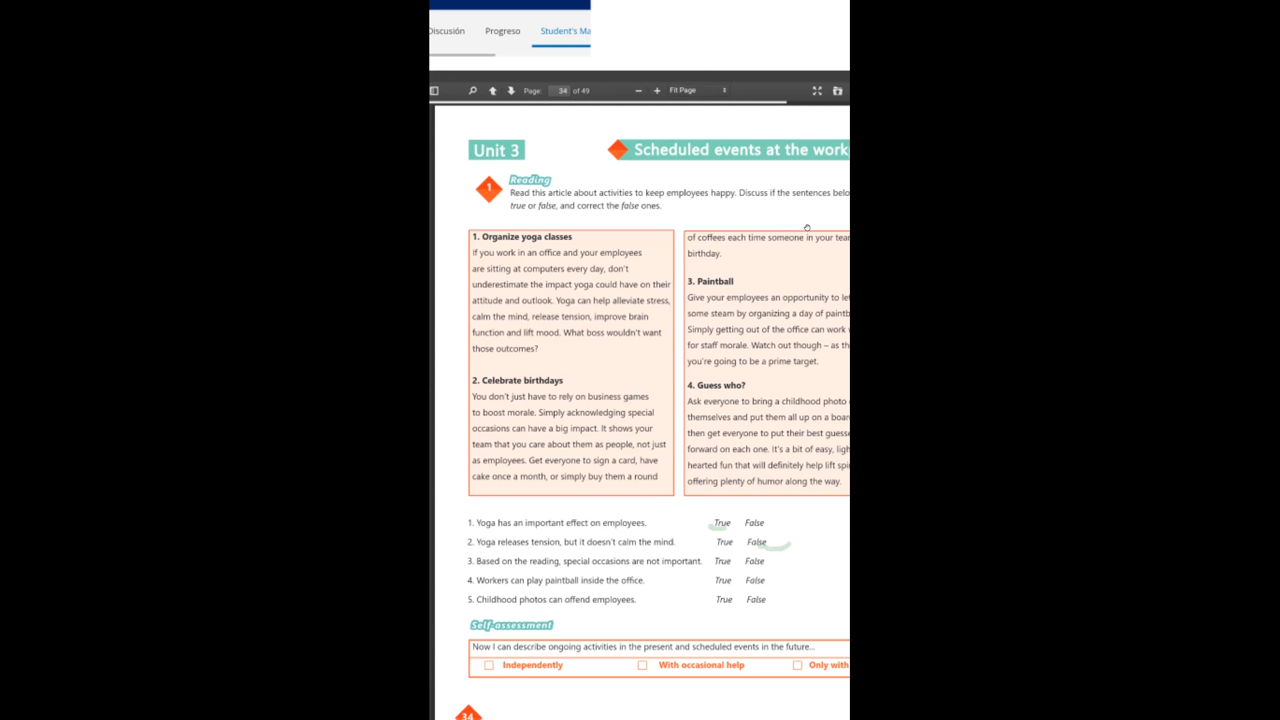 Discusión Progreso Student's Ma
Page: 34 of 49 Fit Page
Unit 3 Scheduled events at the work
1 Reading
Read this article about activities to keep employees happy. Discuss if the sentences belo
true or false, and correct the false ones.
1. Organize yoga classes
If you work in an office and your employees
are sitting at computers every day, don't
underestimate the impact yoga could have on their
attitude and outlook. Yoga can help alleviate stress,
calm the mind, release tension, improve brain
function and lift mood. What boss wouldn't want
those outcomes?
2. Celebrate birthdays
You don't just have to rely on business games
to boost morale. Simply acknowledging special
occasions can have a big impact. It shows your
team that you care about them as people, not just
as employees. Get everyone to sign a card, have
cake once a month, or simply buy them a round
of coffees each time someone in your tea
birthday.
3. Paintball
Give your employees an opportunity to le
some steam by organizing a day of paintb
Simply getting out of the office can work
for staff morale. Watch out though – as th
you're going to be a prime target.
4. Guess who?
Ask everyone to bring a childhood photo
themselves and put them all up on a boar
then get everyone to put their best guesse
forward on each one. It's a bit of easy, ligh
hearted fun that will definitely help lift spi
offering plenty of humor along the way.
1. Yoga has an important effect on employees. True False
2. Yoga releases tension, but it doesn't calm the mind. True False
3. Based on the reading, special occasions are not important. True False
4. Workers can play paintball inside the office. True False
5. Childhood photos can offend employees. True False
Self-assessment
Now I can describe ongoing activities in the present and scheduled events in the future...
Independently With occasional help Only with
34